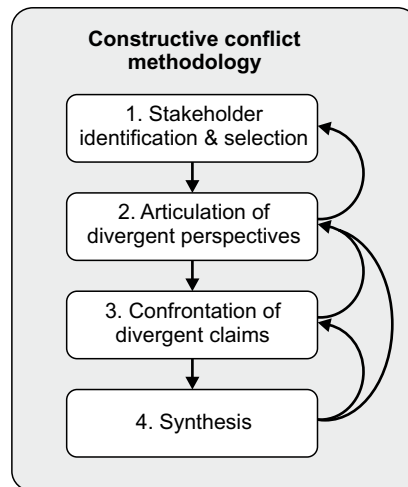 Constructive conflict
methodology
1. Stakeholder
identification & selection
2. Articulation of
divergent perspectives
3. Confrontation of
divergent claims
4. Synthesis